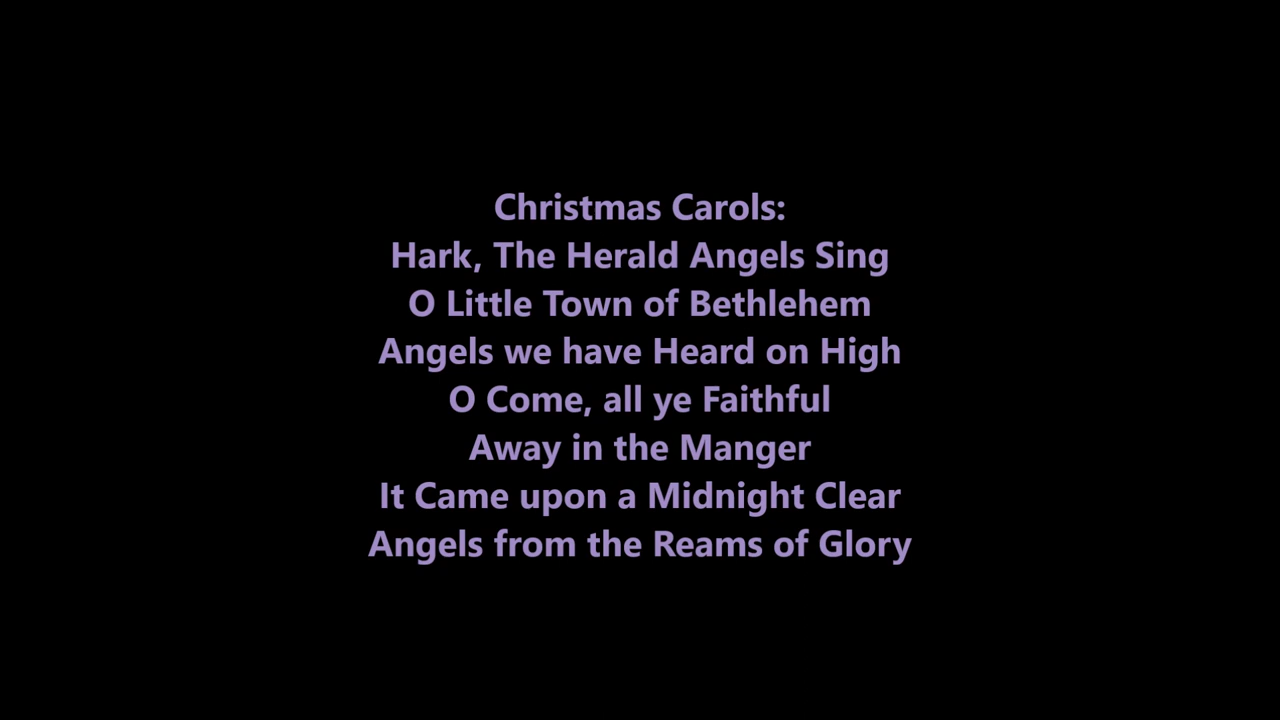 Christmas Carols:
Hark, The Herald Angels Sing
O Little Town of Bethlehem
Angels we have Heard on High
O Come, all ye Faithful
Away in the Manger
It Came upon a Midnight Clear
Angels from the Reams of Glory